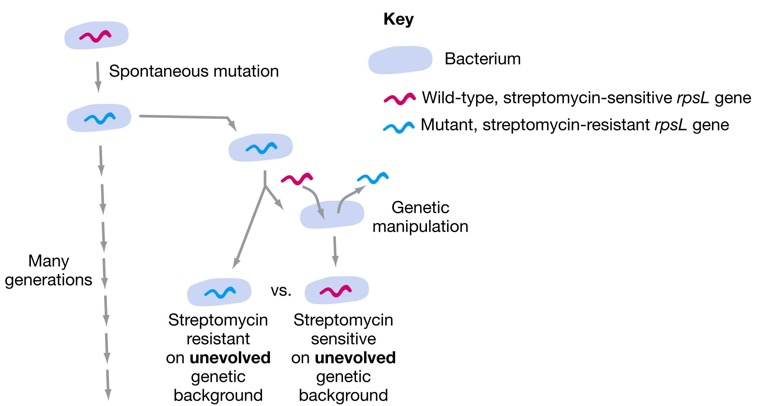 Key
Bacterium
Wild-type, streptomycin-sensitive rpsL gene
Mutant, streptomycin-resistant rpsL gene
Spontaneous mutation
Genetic
manipulation
Many
generations
vs.
Streptomycin
resistant
on unevolved
genetic
background
Streptomycin
sensitive
on unevolved
genetic
background